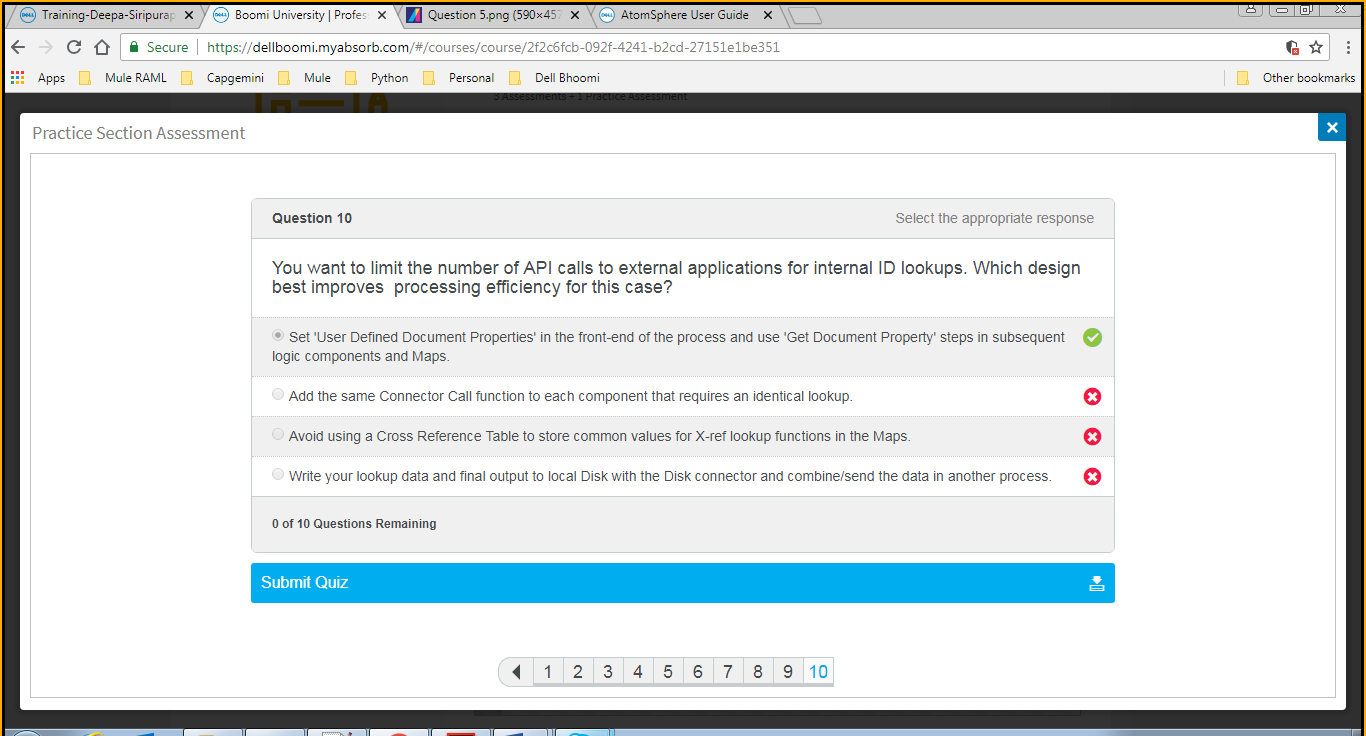 Training-Deepa-Siripurap
Boomi University | Profes
Question 5.png (590×457
AtomSphere User Guide
Secure https://dellboomi.myabsorb.com/#/courses/course/2f2c6fcb-092f-4241-b2cd-27151e1be351
Apps Mule RAML Capgemini Mule Python Personal Dell Bhoomi Other bookmarks
3 Assessments – 1 Practice Assessment
Practice Section Assessment
Question 10 Select the appropriate response
You want to limit the number of API calls to external applications for internal ID lookups. Which design
best improves processing efficiency for this case?
Set 'User Defined Document Properties' in the front-end of the process and use 'Get Document Property' steps in subsequent
logic components and Maps.
Add the same Connector Call function to each component that requires an identical lookup.
Avoid using a Cross Reference Table to store common values for X-ref lookup functions in the Maps.
Write your lookup data and final output to local Disk with the Disk connector and combine/send the data in another process.
0 of 10 Questions Remaining
Submit Quiz
1 2 3 4 5 6 7 8 9 10